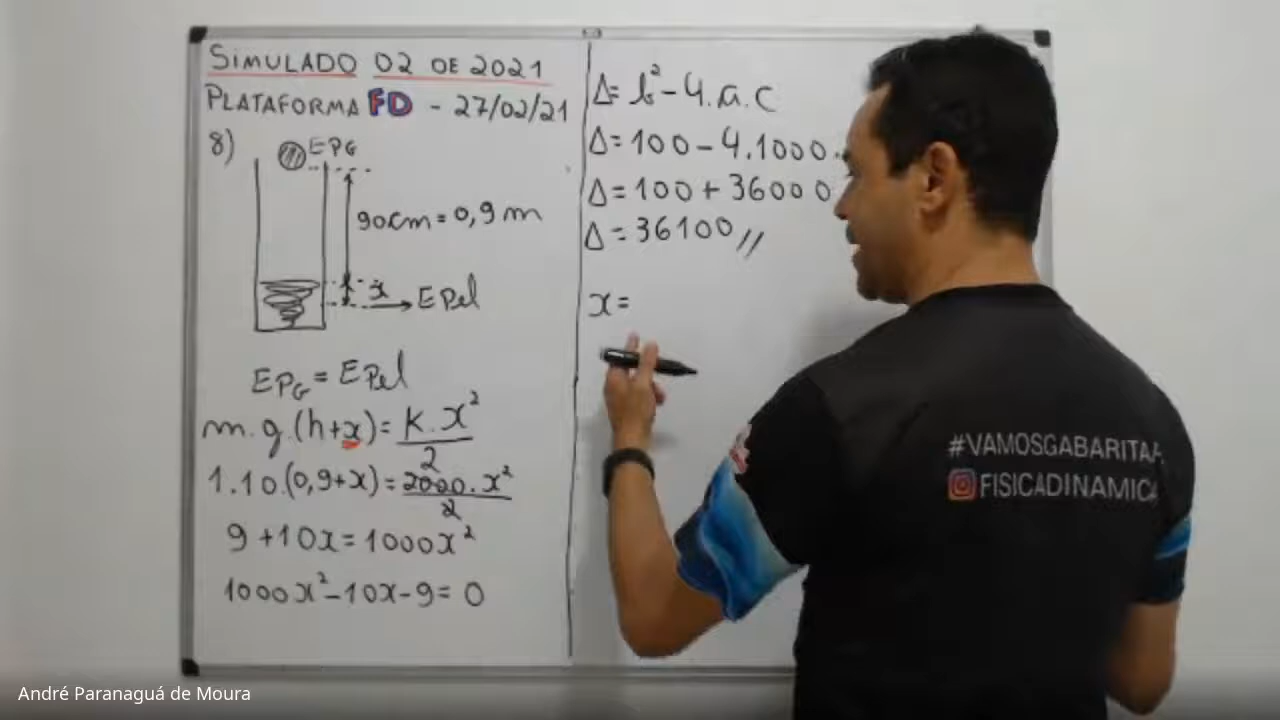 SIMULADO 02 DE 2021
PLATAFORMA FD - 27/02/21
8)
EPG
90cm = 0,9 m
x
EPel
EPG = EPel
m.g.(h+x) = K.x²/2
1.10.(0,9+x) = 2000.x²/2
9 + 10x = 1000x²
1000x² - 10x - 9 = 0
Δ = b² - 4.a.c
Δ = 100 - 4.1000.
Δ = 100 + 36000
Δ = 36100 //
x =
#VAMOSGABARITA
FISICADINAMICA
André Paranaguá de Moura